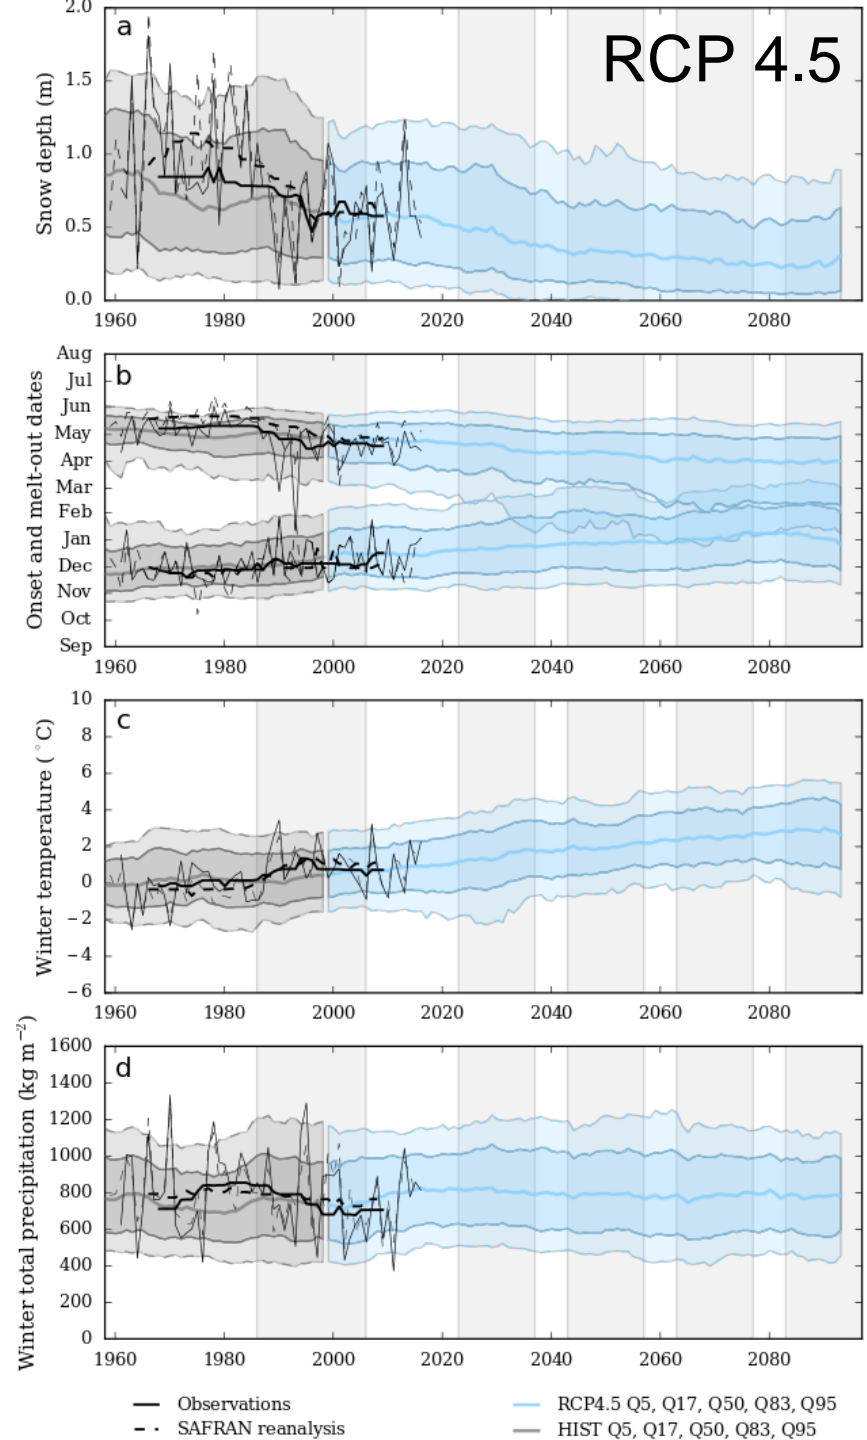 RCP 4.5
a
Snow depth (m)
2.0
1.5
1.0
0.5
0.0
1960 1980 2000 2020 2040 2060 2080
b
Onset and melt-out dates
Aug
Jul
Jun
May
Apr
Mar
Feb
Jan
Dec
Nov
Oct
Sep
1960 1980 2000 2020 2040 2060 2080
c
Winter temperature (°C)
10
8
6
4
2
0
−2
−4
−6
1960 1980 2000 2020 2040 2060 2080
d
Winter total precipitation (kg m⁻²)
1600
1400
1200
1000
800
600
400
200
0
1960 1980 2000 2020 2040 2060 2080
Observations
SAFRAN reanalysis
RCP4.5 Q5, Q17, Q50, Q83, Q95
HIST Q5, Q17, Q50, Q83, Q95